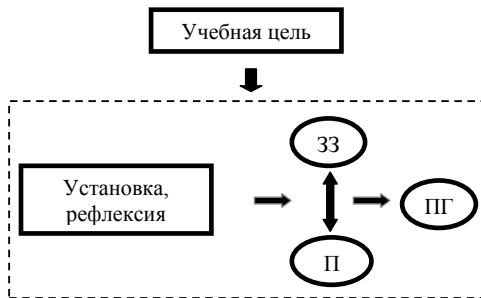 Учебная цель
ЗЗ
Установка,
рефлексия
ПГ
П